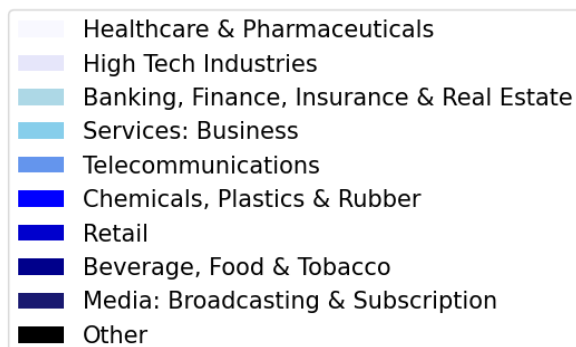 Healthcare & Pharmaceuticals
High Tech Industries
Banking, Finance, Insurance & Real Estate
Services: Business
Telecommunications
Chemicals, Plastics & Rubber
Retail
Beverage, Food & Tobacco
Media: Broadcasting & Subscription
Other